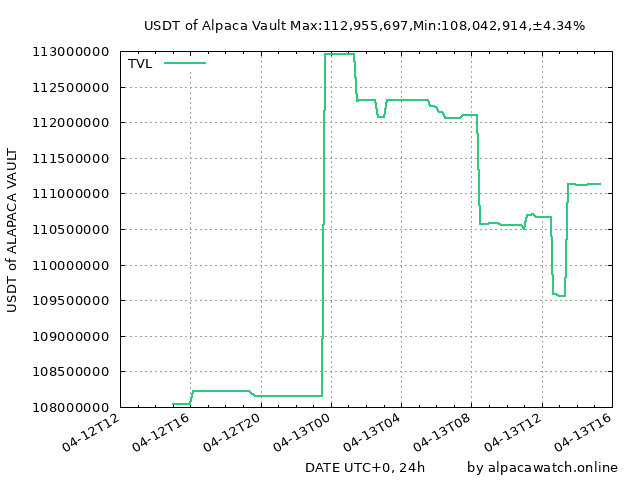 USDT of Alpaca Vault Max:112,955,697,Min:108,042,914,±4.34%
TVL
113000000
112500000
112000000
111500000
111000000
110500000
110000000
109500000
109000000
108500000
108000000
USDT of ALAPACA VAULT
04-12T12
04-12T16
04-12T20
04-13T00
04-13T04
04-13T08
04-13T12
04-13T16
DATE UTC+0, 24h
by alpacawatch.online